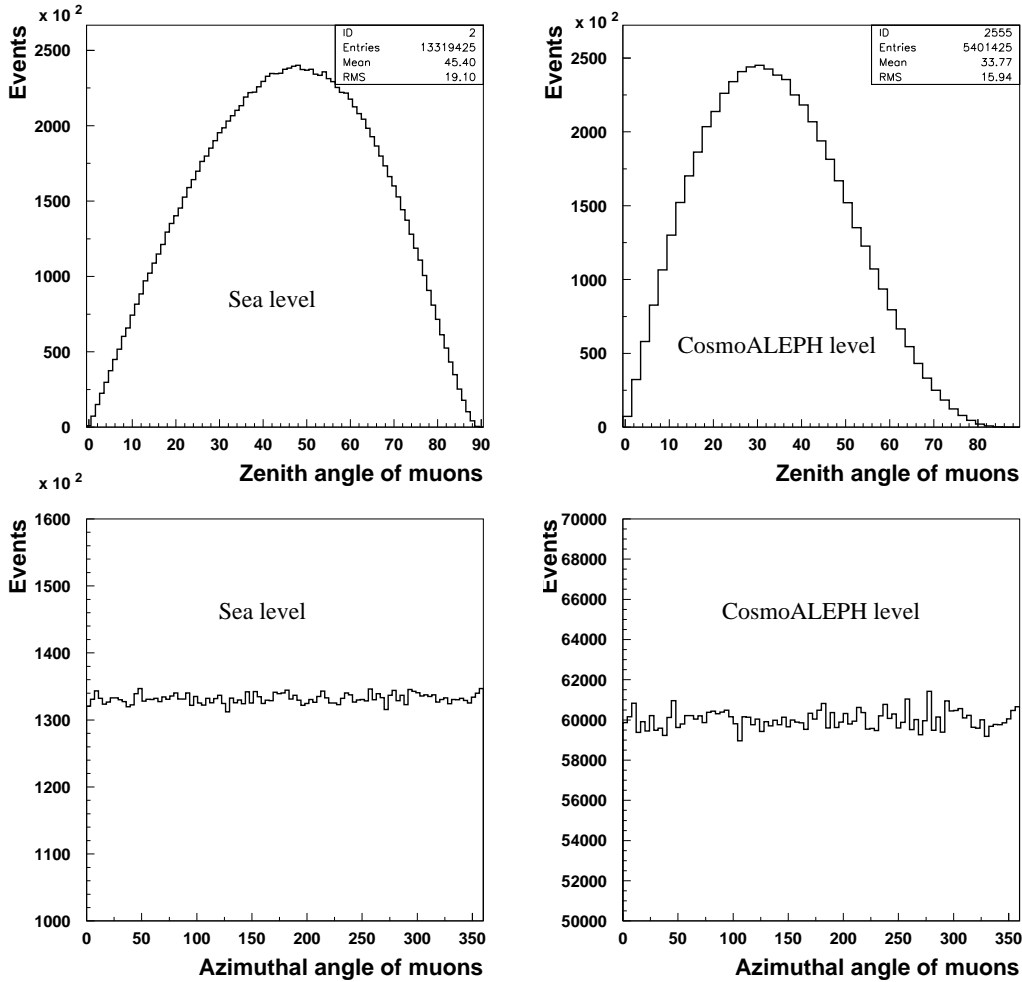 x 10 2
Events
2500
2000
1500
1000
500
0
0 10 20 30 40 50 60 70 80 90
Zenith angle of muons
ID 2
Entries 13319425
Mean 45.40
RMS 19.10
Sea level
x 10 2
Events
2500
2000
1500
1000
500
0
0 10 20 30 40 50 60 70 80
Zenith angle of muons
ID 2555
Entries 5401425
Mean 33.77
RMS 15.94
CosmoALEPH level
x 10 2
Events
1600
1500
1400
1300
1200
1100
1000
0 50 100 150 200 250 300 350
Azimuthal angle of muons
Sea level
Events
70000
68000
66000
64000
62000
60000
58000
56000
54000
52000
50000
0 50 100 150 200 250 300 350
Azimuthal angle of muons
CosmoALEPH level